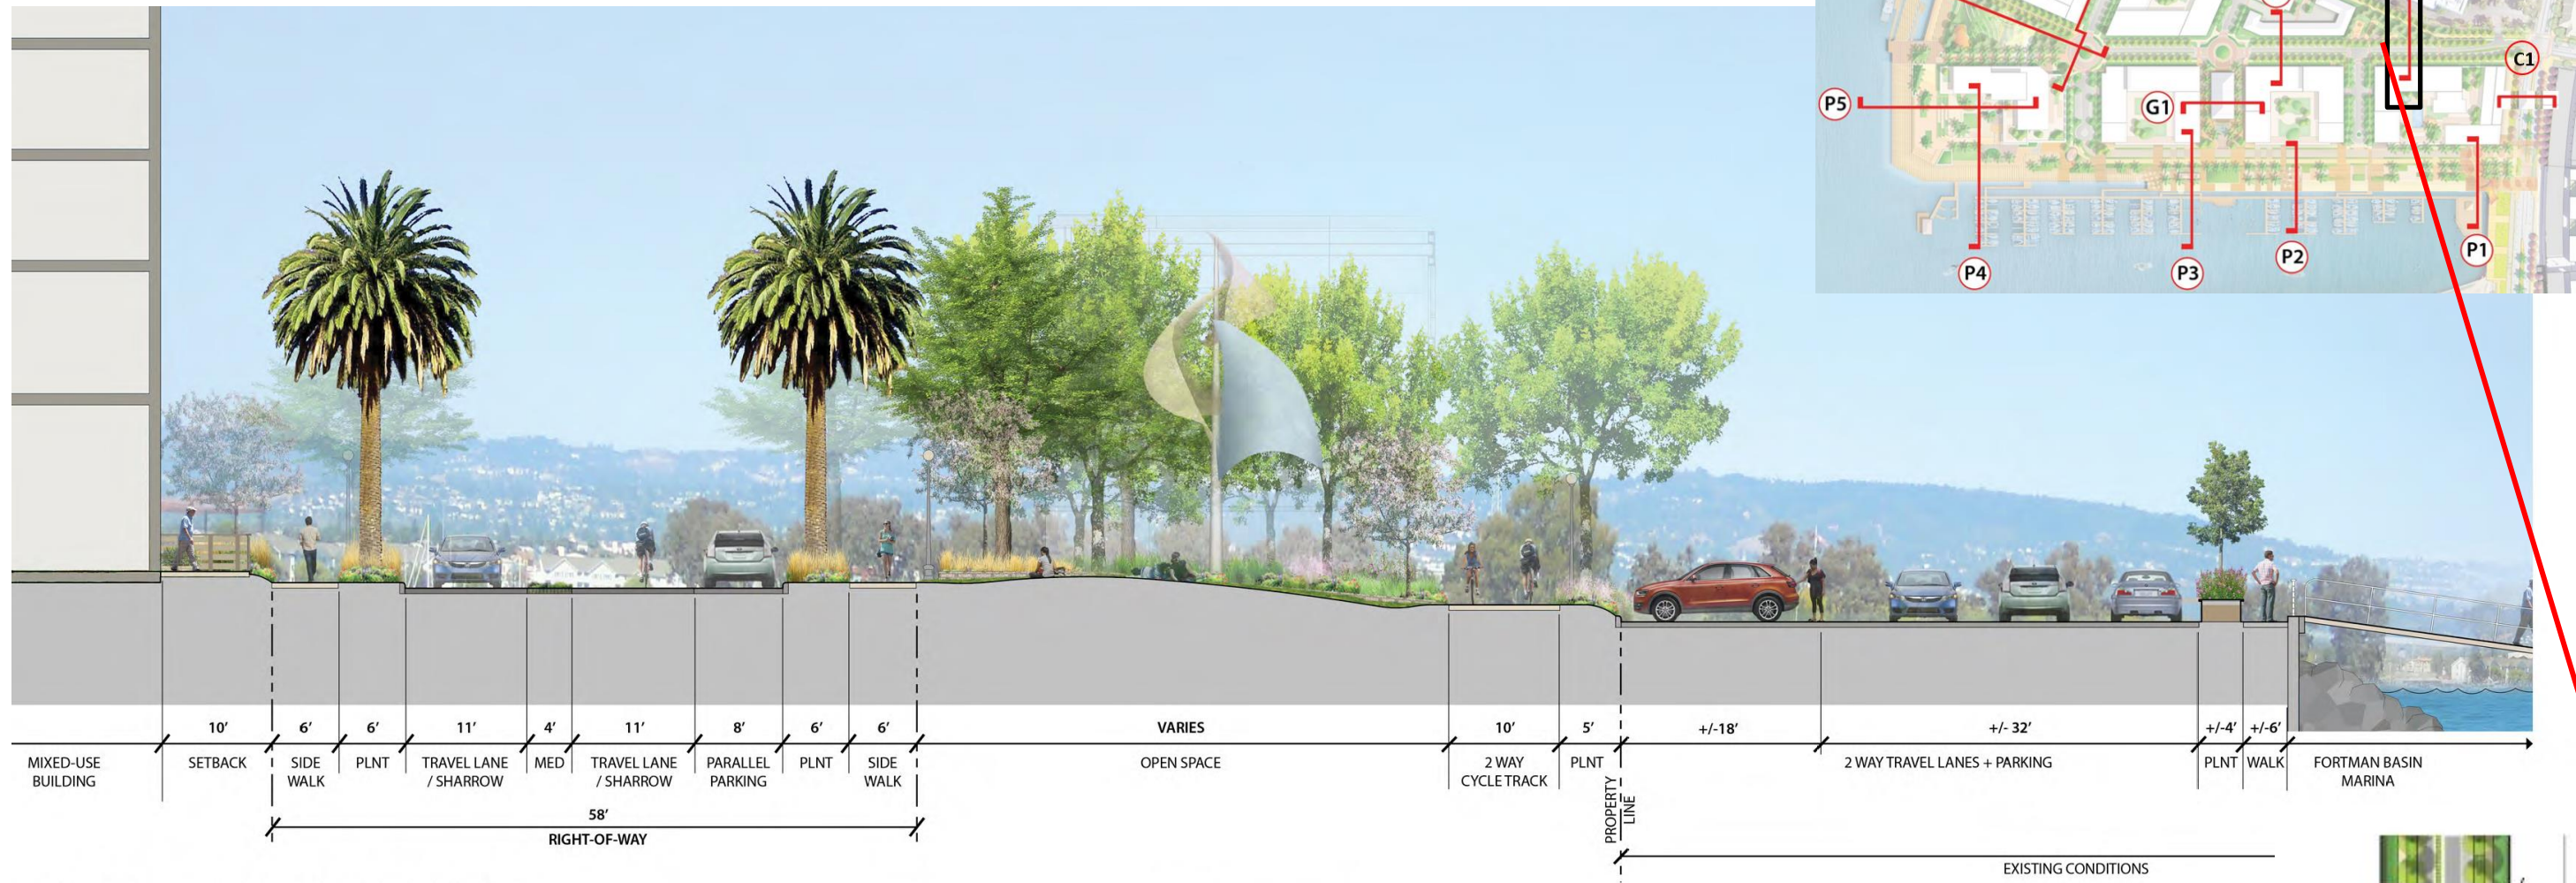 C1
P5
G1
P4
P3
P2
P1
10'
6'
6'
11'
4'
11'
8'
6'
6'
VARIES
10'
5'
+/-18'
+/- 32'
+/-4'
+/-6'
MIXED-USE
BUILDING
SETBACK
SIDE
WALK
PLNT
TRAVEL LANE
/ SHARROW
MED
TRAVEL LANE
/ SHARROW
PARALLEL
PARKING
PLNT
SIDE
WALK
OPEN SPACE
2 WAY
CYCLE TRACK
PLNT
2 WAY TRAVEL LANES + PARKING
PLNT
WALK
FORTMAN BASIN
MARINA
PROPERTY
LINE
58'
RIGHT-OF-WAY
EXISTING CONDITIONS